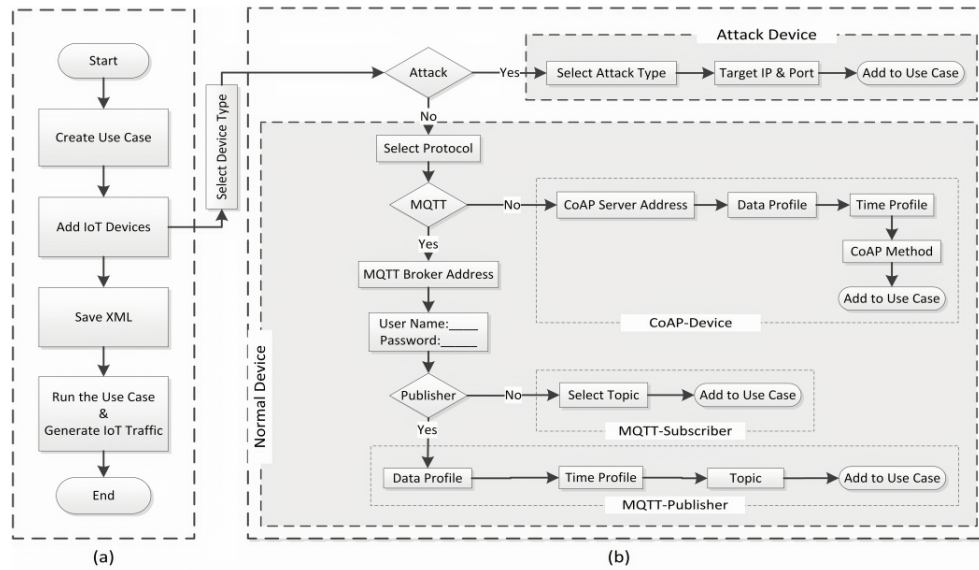 Start
Create Use Case
Add IoT Devices
Save XML
Run the Use Case
&
Generate IoT Traffic
End
(a)
Select Device Type
Attack Device
Attack
Yes
Select Attack Type
Target IP & Port
Add to Use Case
No
Normal Device
Select Protocol
MQTT
No
CoAP Server Address
Data Profile
Time Profile
CoAP Method
Add to Use Case
CoAP-Device
Yes
MQTT Broker Address
User Name:____
Password:_____
Publisher
No
Select Topic
Add to Use Case
MQTT-Subscriber
Yes
Data Profile
Time Profile
Topic
Add to Use Case
MQTT-Publisher
(b)